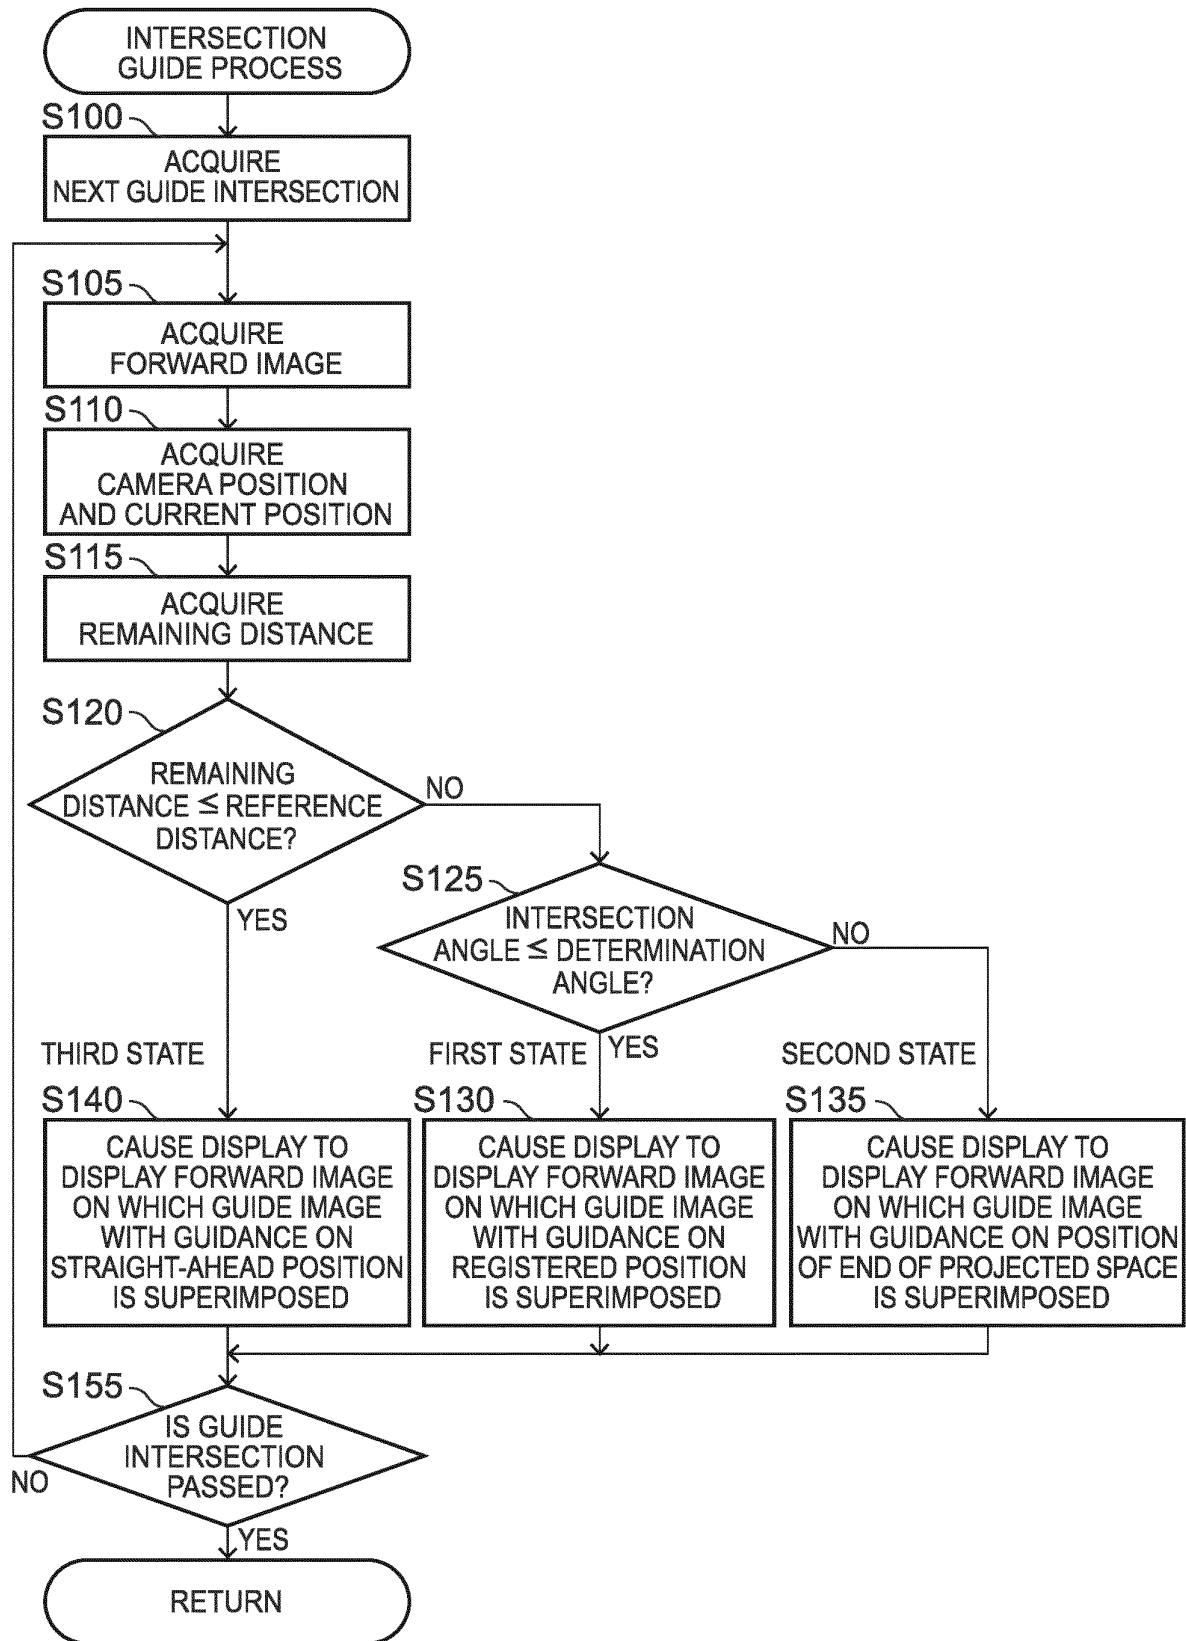 INTERSECTION
GUIDE PROCESS
S100
ACQUIRE
NEXT GUIDE INTERSECTION
S105
ACQUIRE
FORWARD IMAGE
S110
ACQUIRE
CAMERA POSITION
AND CURRENT POSITION
S115
ACQUIRE
REMAINING DISTANCE
S120
REMAINING
DISTANCE ≦ REFERENCE
DISTANCE?
NO
YES
S125
INTERSECTION
ANGLE ≦ DETERMINATION
ANGLE?
NO
YES
THIRD STATE
S140
CAUSE DISPLAY TO
DISPLAY FORWARD IMAGE
ON WHICH GUIDE IMAGE
WITH GUIDANCE ON
STRAIGHT-AHEAD POSITION
IS SUPERIMPOSED
FIRST STATE
S130
CAUSE DISPLAY TO
DISPLAY FORWARD IMAGE
ON WHICH GUIDE IMAGE
WITH GUIDANCE ON
REGISTERED POSITION
IS SUPERIMPOSED
SECOND STATE
S135
CAUSE DISPLAY TO
DISPLAY FORWARD IMAGE
ON WHICH GUIDE IMAGE
WITH GUIDANCE ON POSITION
OF END OF PROJECTED SPACE
IS SUPERIMPOSED
S155
IS GUIDE
INTERSECTION
PASSED?
NO
YES
RETURN